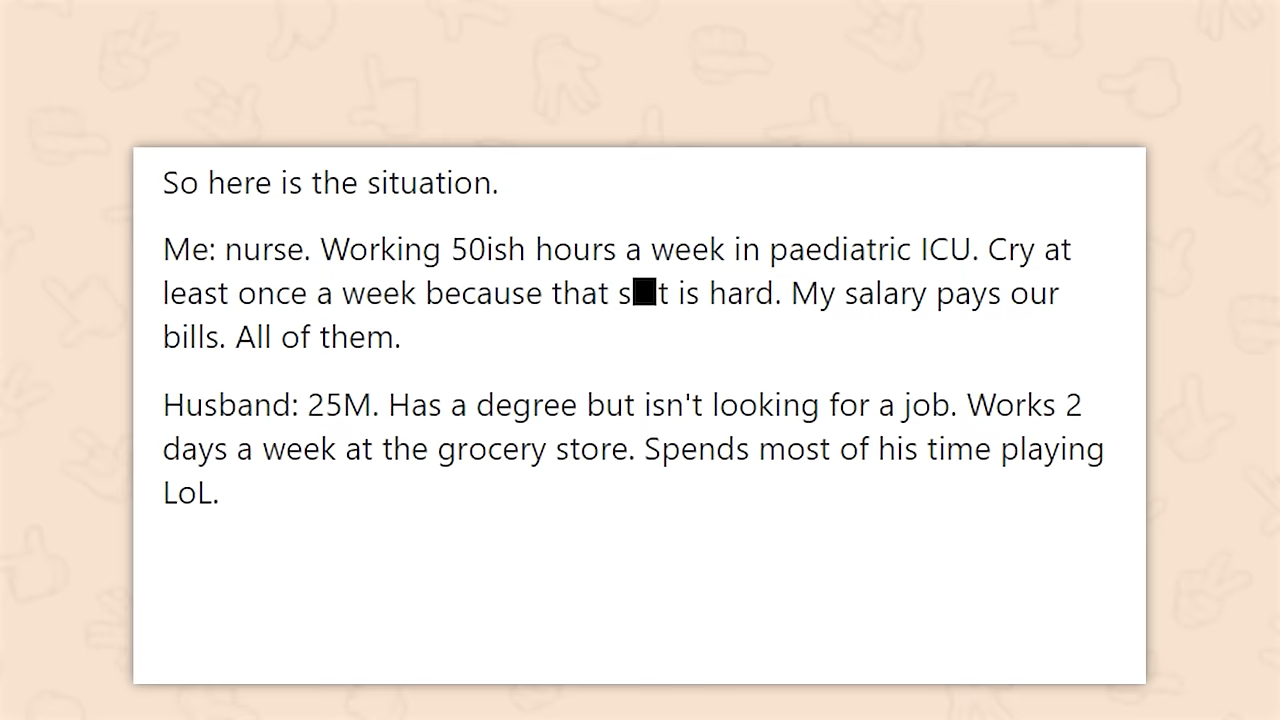 So here is the situation.
Me: nurse. Working 50ish hours a week in paediatric ICU. Cry at
least once a week because that s■t is hard. My salary pays our
bills. All of them.
Husband: 25M. Has a degree but isn't looking for a job. Works 2
days a week at the grocery store. Spends most of his time playing
LoL.